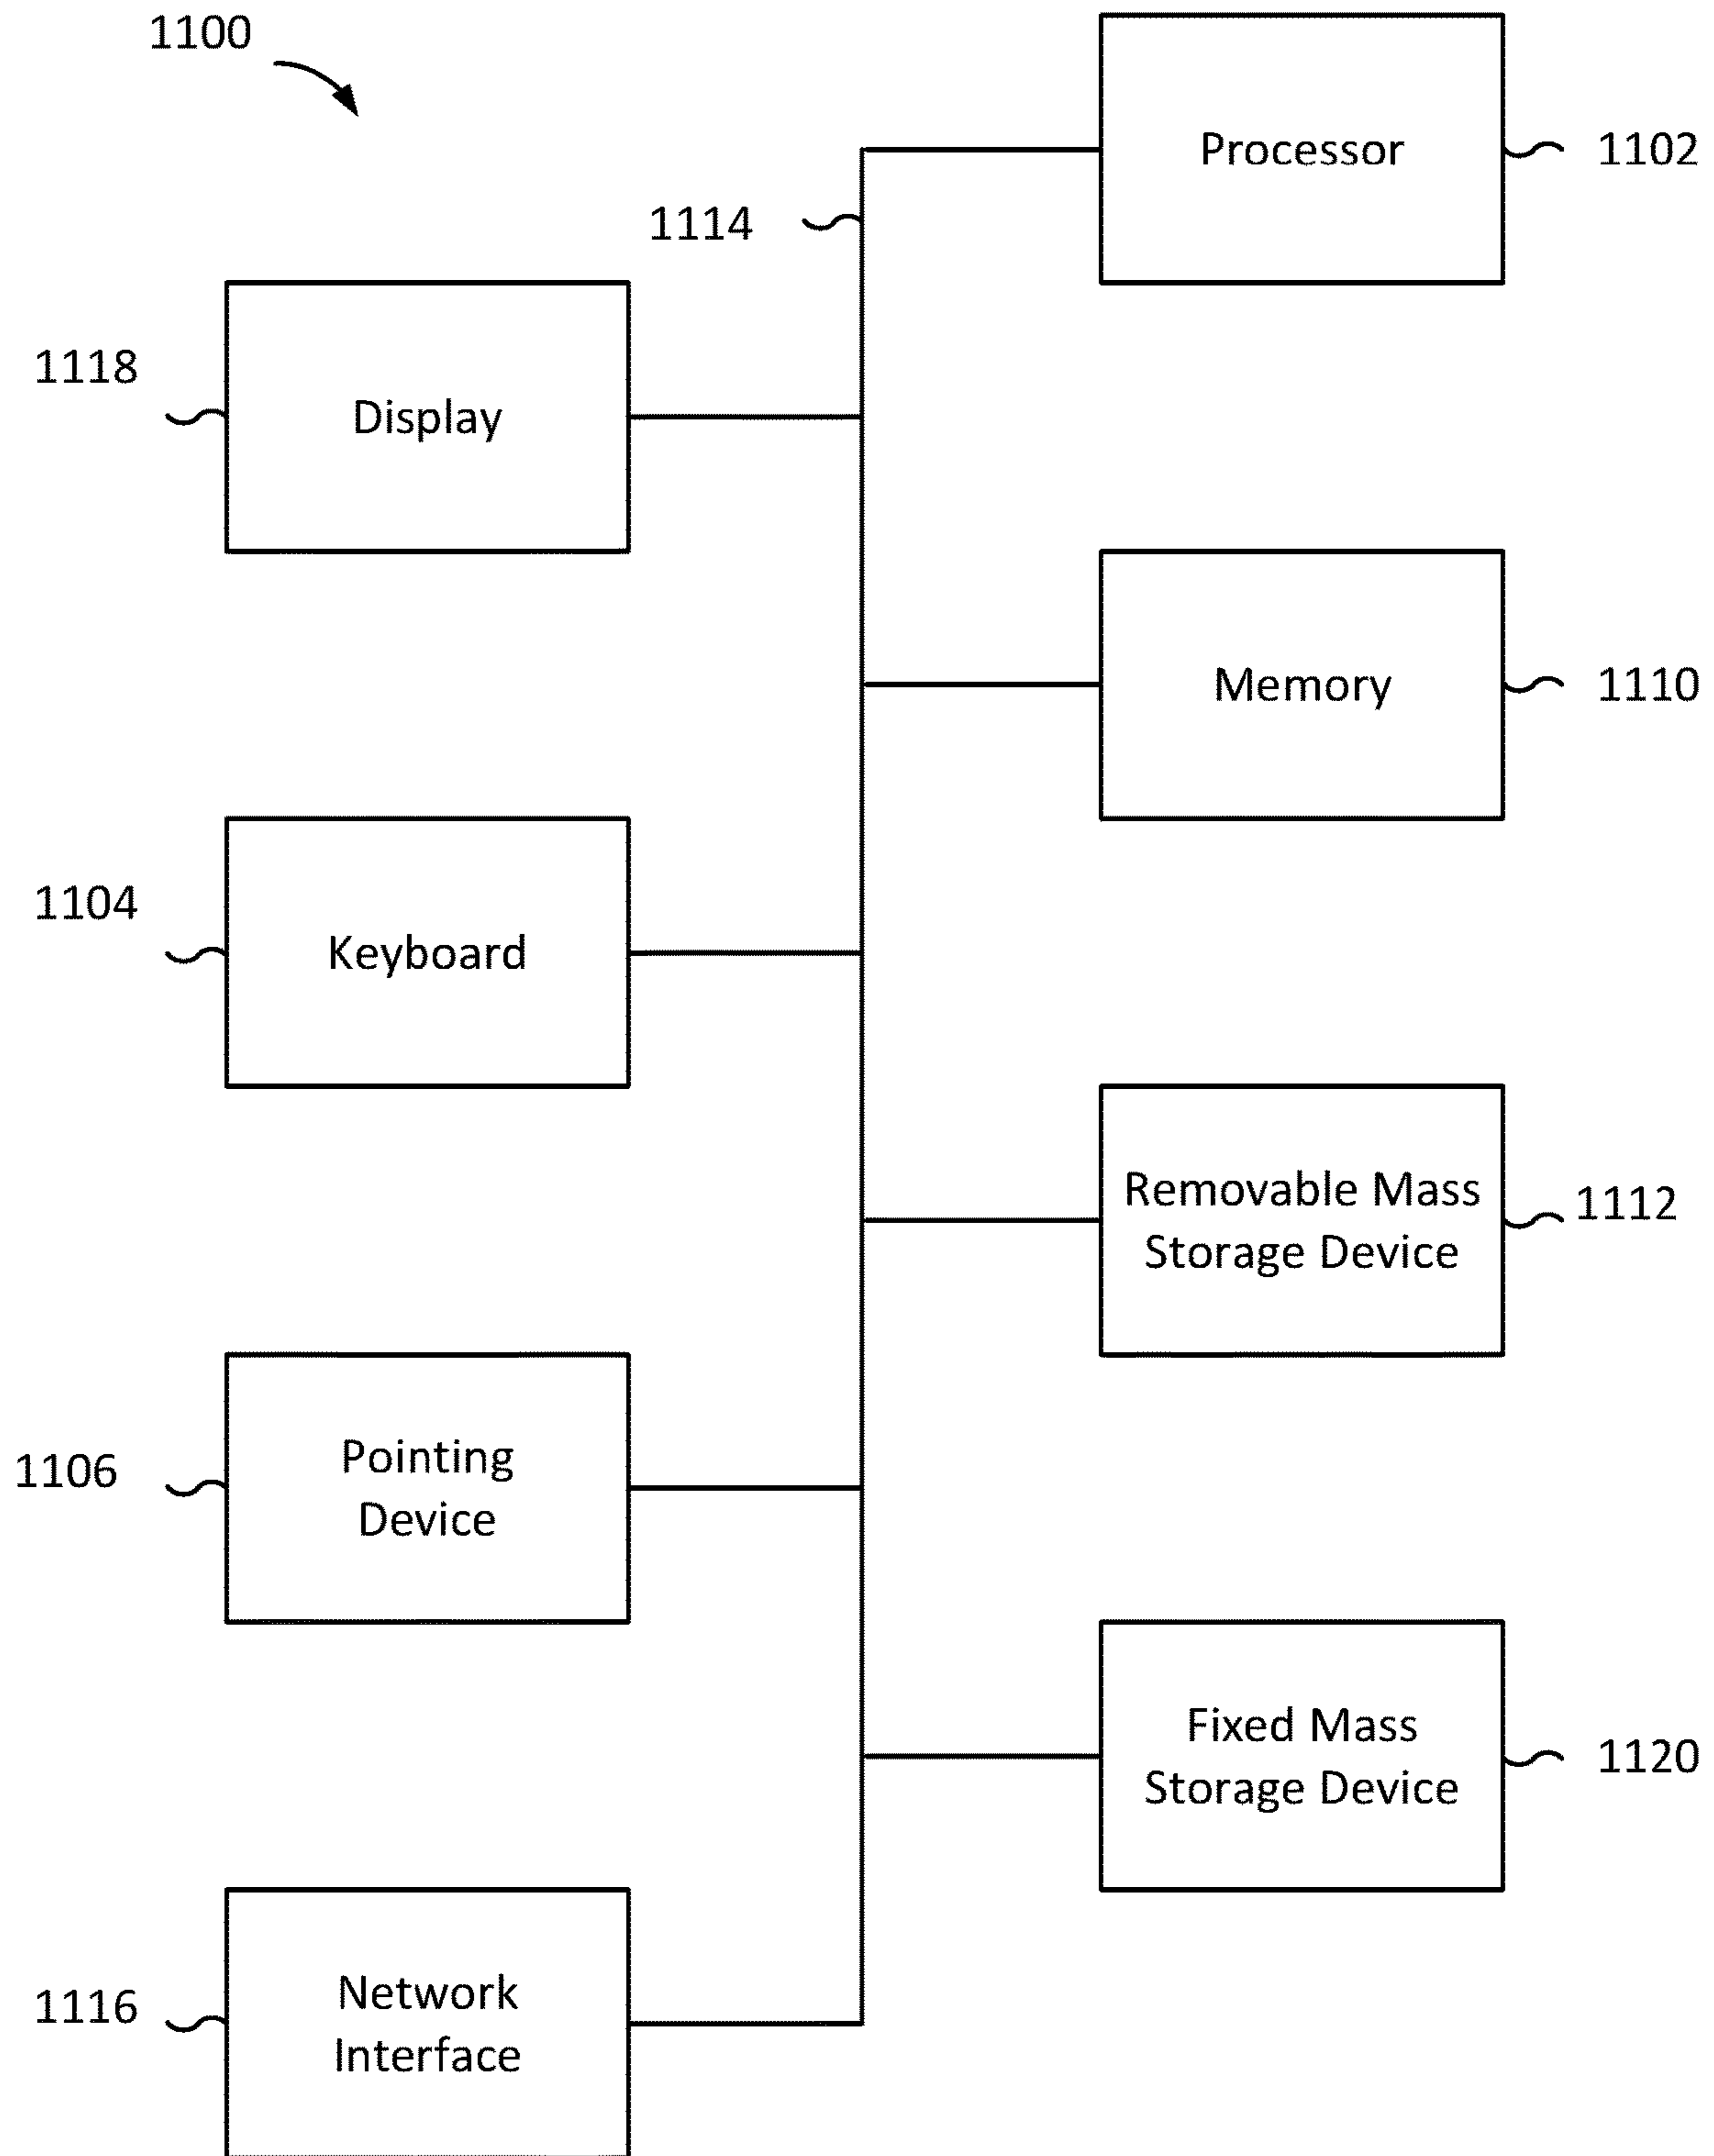 1100
Processor
1102
1114
1118
Display
Memory
1110
1104
Keyboard
Removable Mass
Storage Device
1112
1106
Pointing
Device
Fixed Mass
Storage Device
1120
1116
Network
Interface